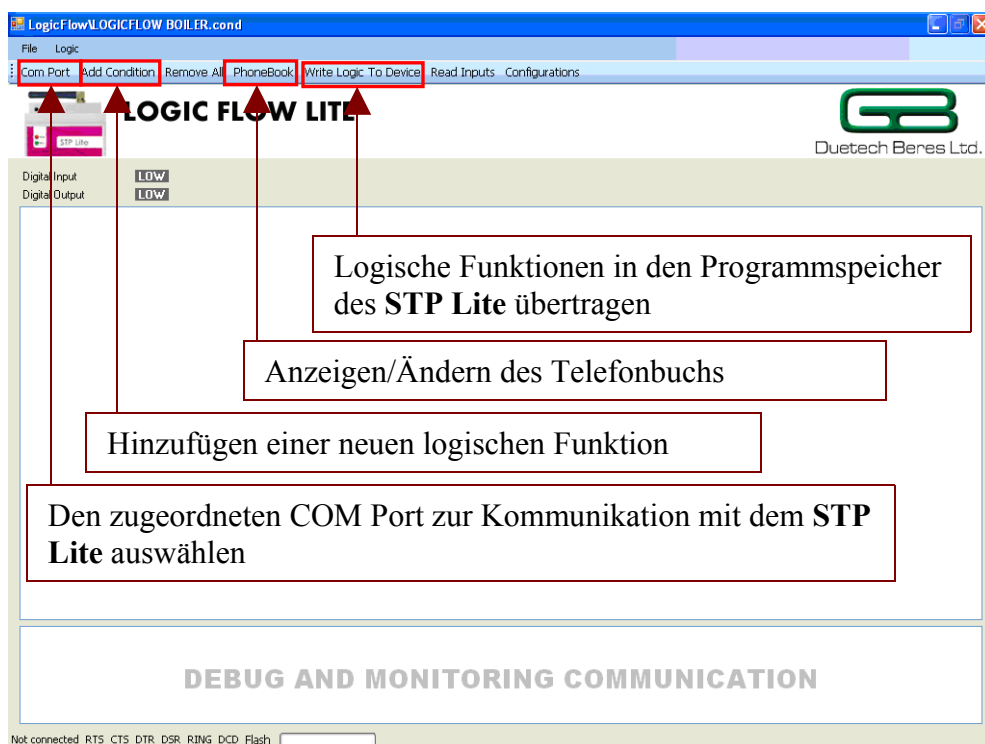 LogicFlow\LOGICFLOW BOILER.cond
File Logic
Com Port Add Condition Remove All PhoneBook Write Logic To Device Read Inputs Configurations
LOGIC FLOW LITE
STP Lite
GB
Duetech Beres Ltd.
Digital Input LOW
Digital Output LOW
Logische Funktionen in den Programmspeicher
des STP Lite übertragen
Anzeigen/Ändern des Telefonbuchs
Hinzufügen einer neuen logischen Funktion
Den zugeordneten COM Port zur Kommunikation mit dem STP
Lite auswählen
DEBUG AND MONITORING COMMUNICATION
Not connected RTS CTS DTR DSR RING DCD Flash